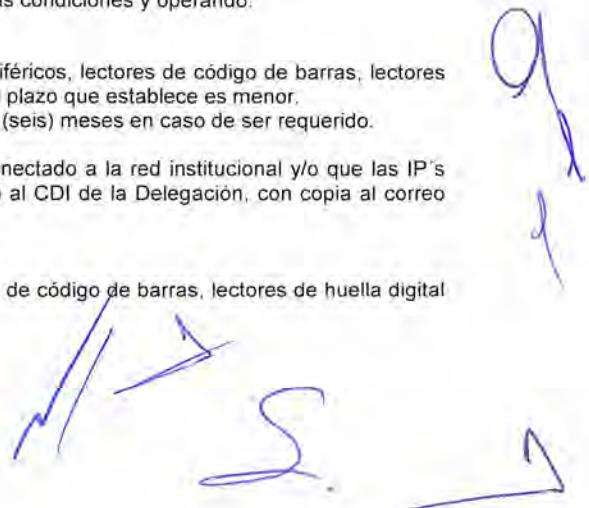 as condiciones y operando.
iféricos, lectores de código de barras, lectores
plazo que establece es menor.
(seis) meses en caso de ser requerido.
nectado a la red institucional y/o que las IP´s
al CDI de la Delegación, con copia al correo
de código de barras, lectores de huella digital